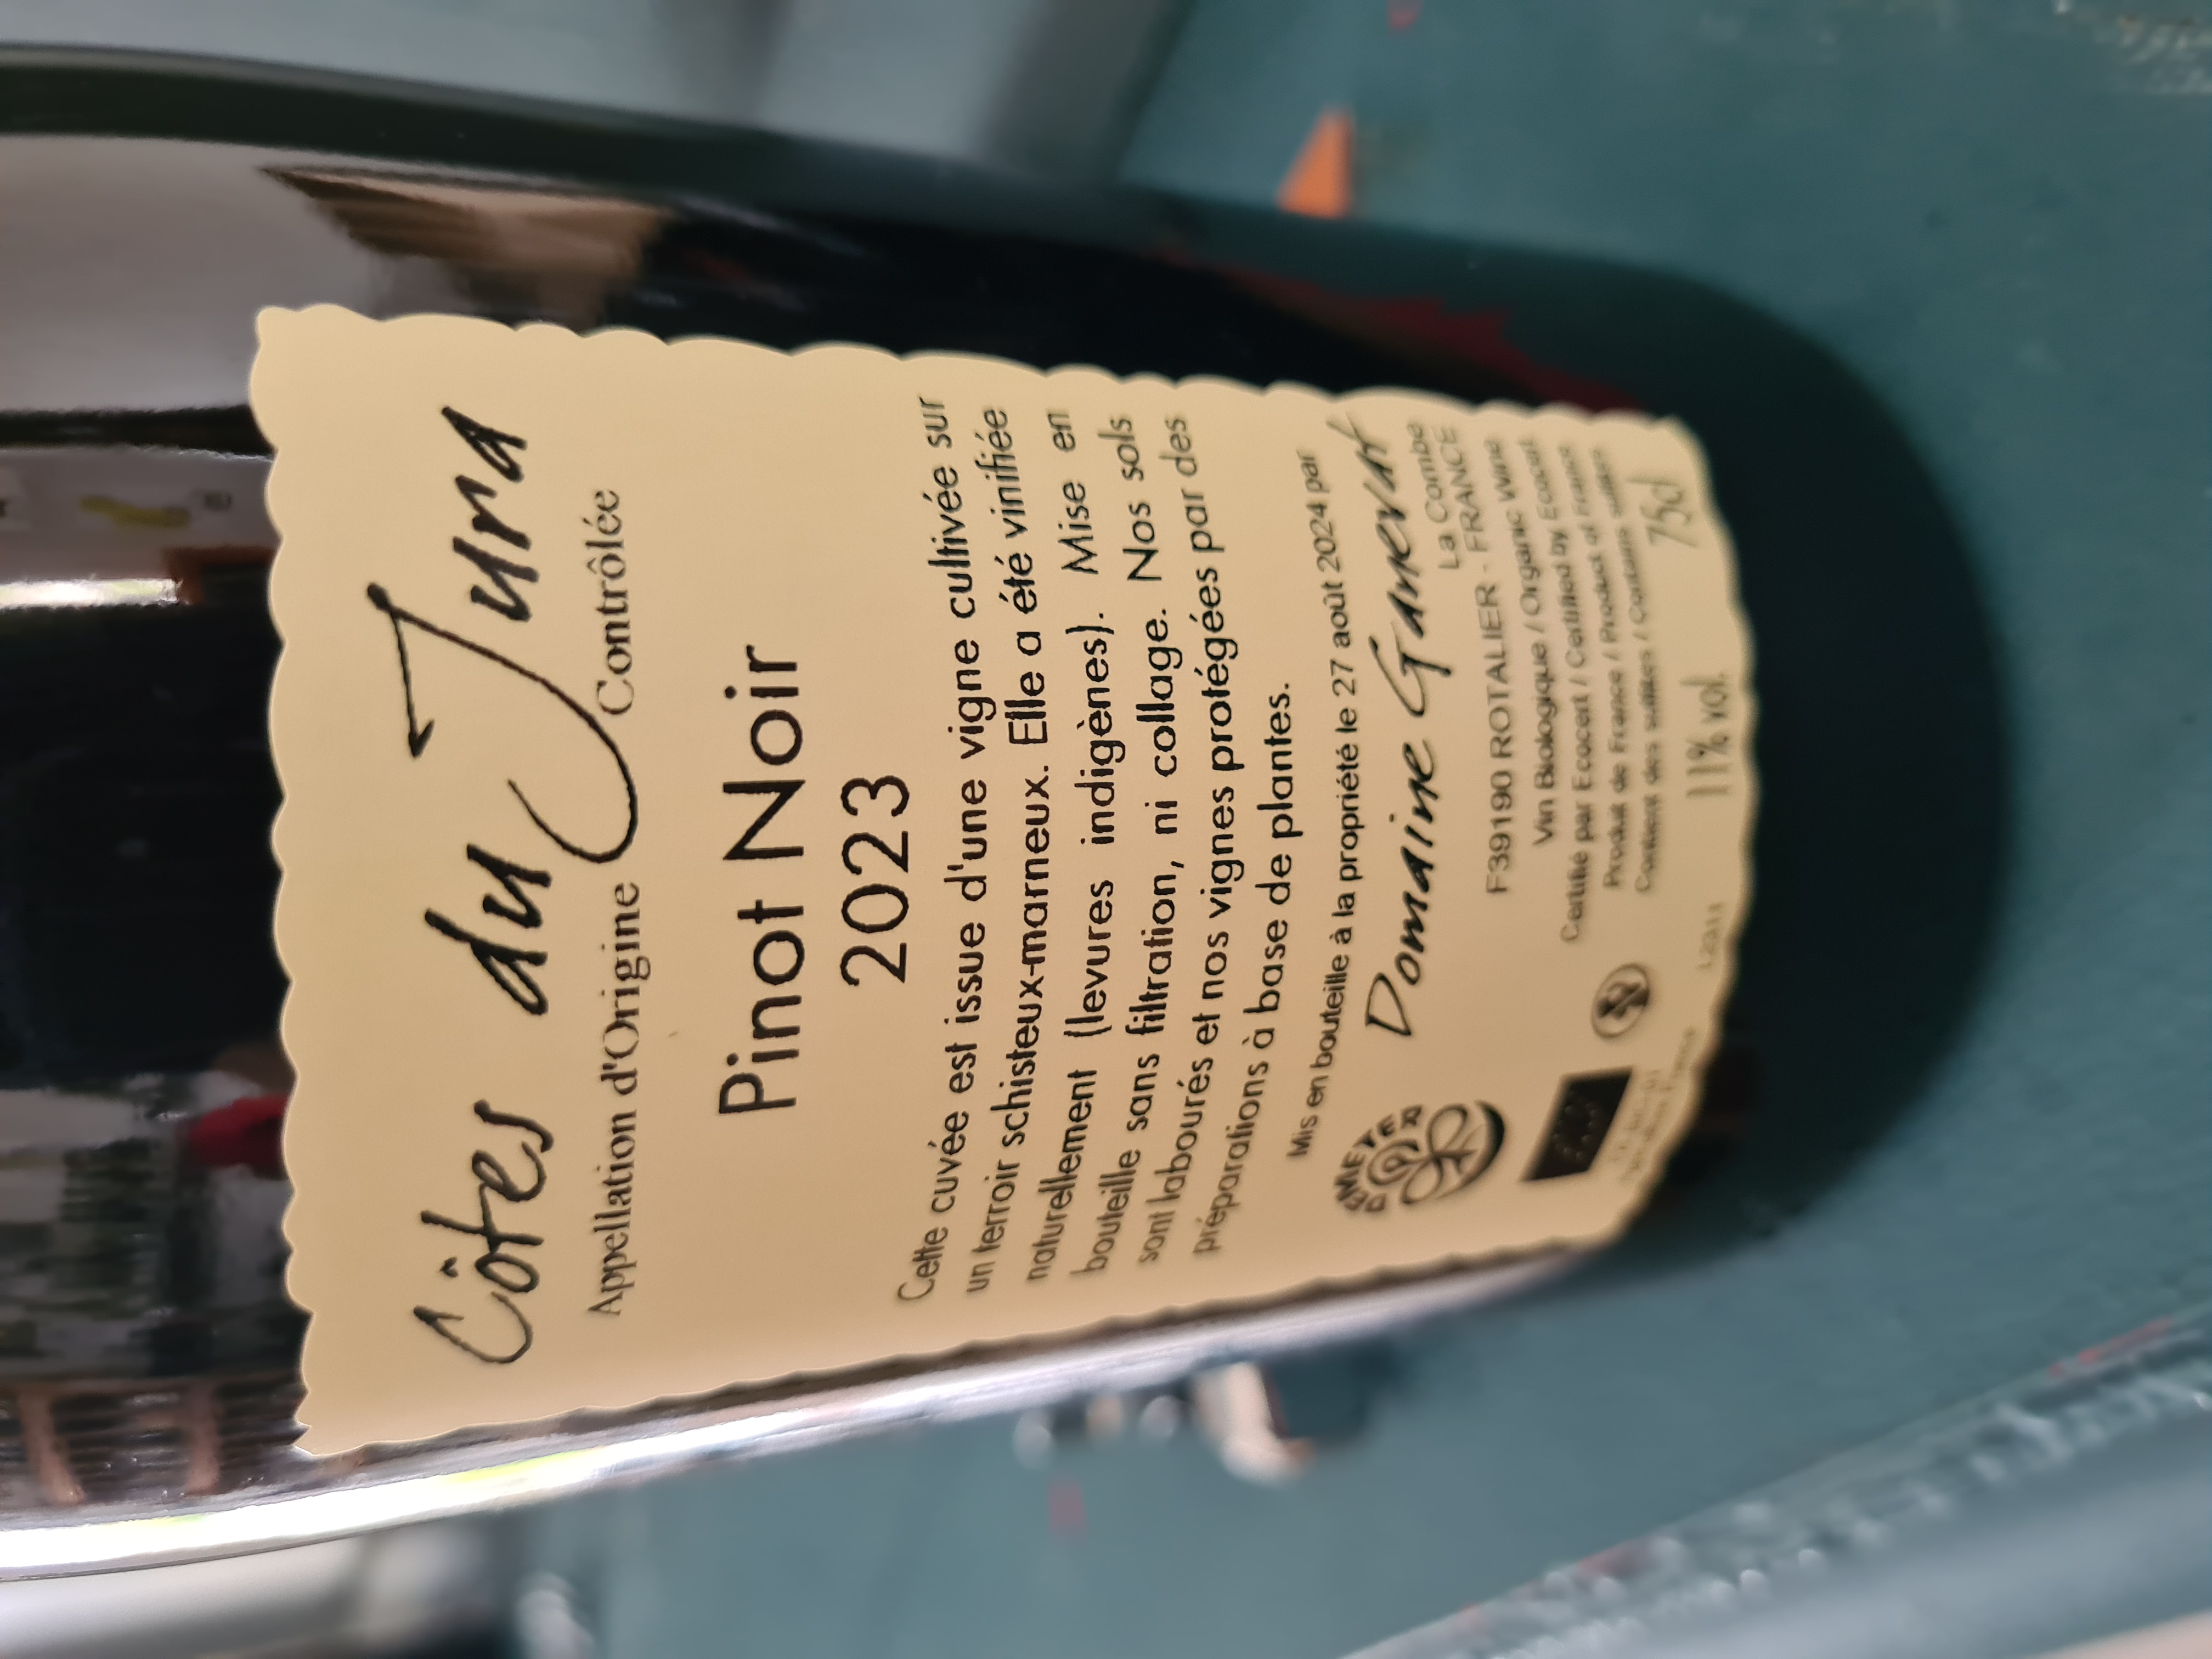 Côtes du Jura
Appellation d'Origine Contrôlée
Pinot Noir
2023
Cette cuvée est issue d'une vigne cultivée sur
un terroir schisteux-marneux. Elle a été vinifiée
naturellement (levures indigènes). Mise en
bouteille sans filtration, ni collage. Nos sols
sont labourés et nos vignes protégées par des
préparations à base de plantes.
Mis en bouteille à la propriété le 27 août 2024 par
Domaine Ganevat
La Combe
F39190 ROTALIER - FRANCE
Vin Biologique / Organic Wine
Certifié par Ecocert / Certified by Ecocert
Produit de France / Product of France
Contient des sulfites / Contains sulfites
11% vol. 75cl